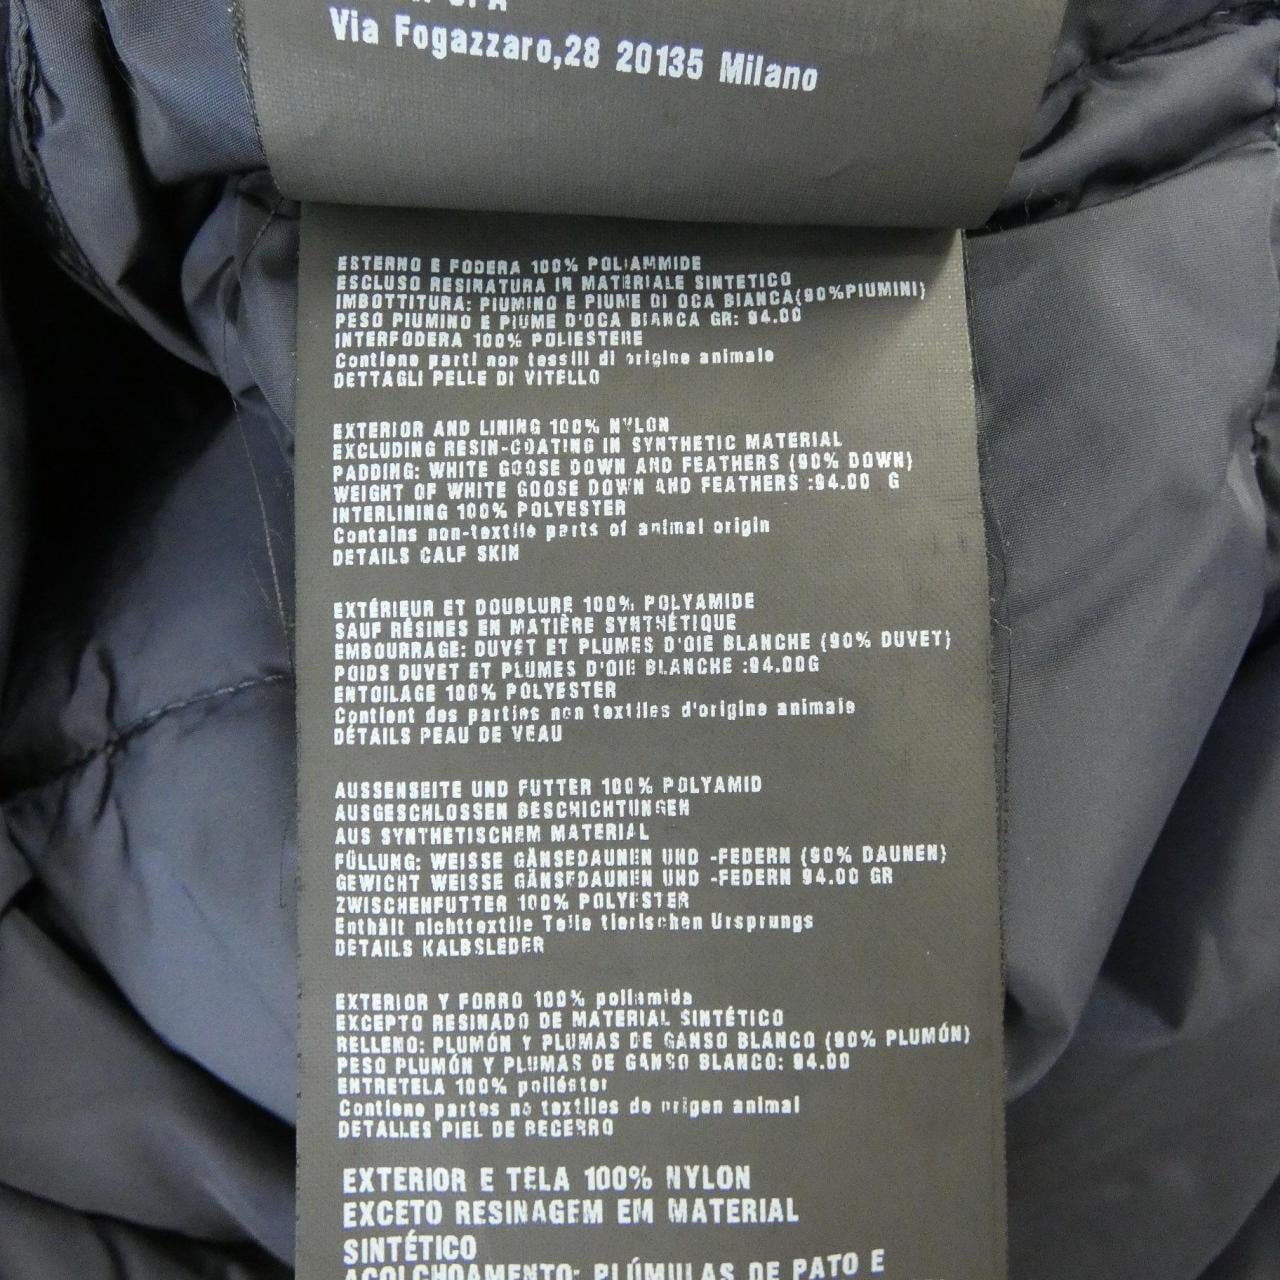 Via Fogazzaro,28 20135 Milano
ESTERNO E FODERA 100% POLIAMMIDE
ESCLUSO RESINATURA IN MATERIALE SINTETICO
IMBOTTITURA: PIUMINO E PIUME DI OCA BIANCA(90%PIUMINI)
PESO PIUMINO E PIUME D'OCA BIANCA GR: 94.00
INTERFODERA 100% POLIESTERE
Contiene parti non tessili di origine animale
DETTAGLI PELLE DI VITELLO
EXTERIOR AND LINING 100% NYLON
EXCLUDING RESIN-COATING IN SYNTHETIC MATERIAL
PADDING: WHITE GOOSE DOWN AND FEATHERS (90% DOWN)
WEIGHT OF WHITE GOOSE DOWN AND FEATHERS :94.00 G
INTERLINING 100% POLYESTER
Contains non-textile parts of animal origin
DETAILS CALF SKIN
EXTÉRIEUR ET DOUBLURE 100% POLYAMIDE
SAUF RÉSINES EN MATIÈRE SYNTHÉTIQUE
EMBOURRAGE: DUVET ET PLUMES D'OIE BLANCHE (90% DUVET)
POIDS DUVET ET PLUMES D'OIE BLANCHE :94.00G
ENTOILAGE 100% POLYESTER
Contient des parties non textiles d'origine animale
DÉTAILS PEAU DE VEAU
AUSSENSEITE UND FUTTER 100% POLYAMID
AUSGESCHLOSSEN BESCHICHTUNGEN
AUS SYNTHETISCHEM MATERIAL
FÜLLUNG: WEISSE GÄNSEDAUNEN UND -FEDERN (90% DAUNEN)
GEWICHT WEISSE GÄNSEDAUNEN UND -FEDERN 94.00 GR
ZWISCHENFUTTER 100% POLYESTER
Enthält nichttextile Teile tierischen Ursprungs
DETAILS KALBSLEDER
EXTERIOR Y FORRO 100% poliamida
EXCEPTO RESINADO DE MATERIAL SINTÉTICO
RELLENO: PLUMÓN Y PLUMAS DE GANSO BLANCO (90% PLUMÓN)
PESO PLUMÓN Y PLUMAS DE GANSO BLANCO: 94.00
ENTRETELA 100% poliéster
Contiene partes no textiles de origen animal
DETALLES PIEL DE BECERRO
EXTERIOR E TELA 100% NYLON
EXCETO RESINAGEM EM MATERIAL
SINTÉTICO
ACOLCHOAMENTO: PLÚMULAS DE PATO E